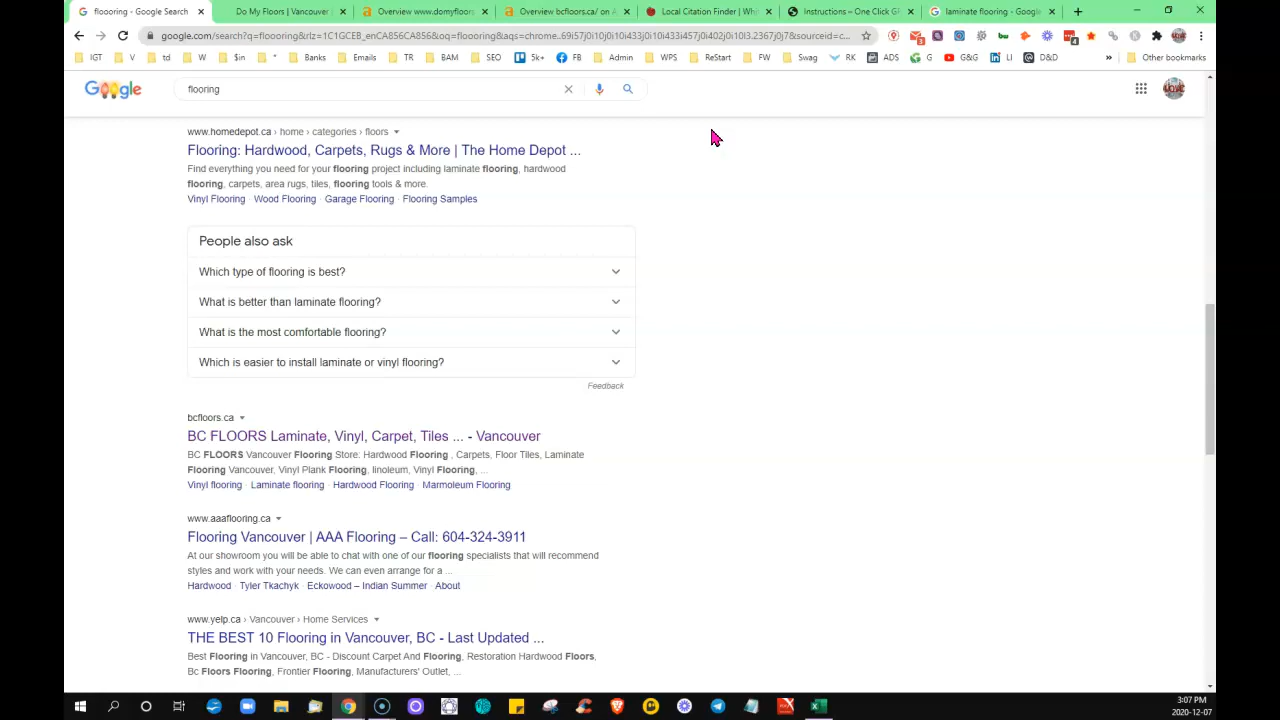 flooring - Google Search
Do My Floors | Vancouver
Overview www.domyfloors
Overview bcfloors.ca/ on A
Local Citation Finder | Whi
Instructions – One Click GF
laminate flooring - Google
google.com/search?q=floooring&rlz=1C1GCEB_enCA856CA856&oq=floooring&aqs=chrome..69i57j0i10j0i10i433j0i10i433j0i10i457j0i402j0i10l3.2367j0j7&sourceid=c...
IGT
V
td
W
$in
*
Banks
Emails
TR
BAM
SEO
5k+
FB
Admin
WPS
ReStart
FW
Swag
RK
ADS
G
G&G
LI
D&D
»
Other bookmarks
Google
flooring
www.homedepot.ca › home › categories › floors
Flooring: Hardwood, Carpets, Rugs & More | The Home Depot ...
Find everything you need for your flooring project including laminate flooring, hardwood
flooring, carpets, area rugs, tiles, flooring tools & more.
Vinyl Flooring · Wood Flooring · Garage Flooring · Flooring Samples
People also ask
Which type of flooring is best?
What is better than laminate flooring?
What is the most comfortable flooring?
Which is easier to install laminate or vinyl flooring?
Feedback
bcfloors.ca
BC FLOORS Laminate, Vinyl, Carpet, Tiles ... - Vancouver
BC FLOORS Vancouver Flooring Store: Hardwood Flooring , Carpets, Floor Tiles, Laminate
Flooring Vancouver, Vinyl Plank Flooring, linoleum, Vinyl Flooring, ...
Vinyl flooring · Laminate flooring · Hardwood Flooring · Marmoleum Flooring
www.aaaflooring.ca
Flooring Vancouver | AAA Flooring – Call: 604-324-3911
At our showroom you will be able to chat with one of our flooring specialists that will recommend
styles and work with your needs. We can even arrange for a ...
Hardwood · Tyler Tkachyk · Eckowood – Indian Summer · About
www.yelp.ca › Vancouver › Home Services
THE BEST 10 Flooring in Vancouver, BC - Last Updated ...
Best Flooring in Vancouver, BC - Discount Carpet And Flooring, Restoration Hardwood Floors,
Bc Floors Flooring, Frontier Flooring, Manufacturers' Outlet, ...
3:07 PM
2020-12-07